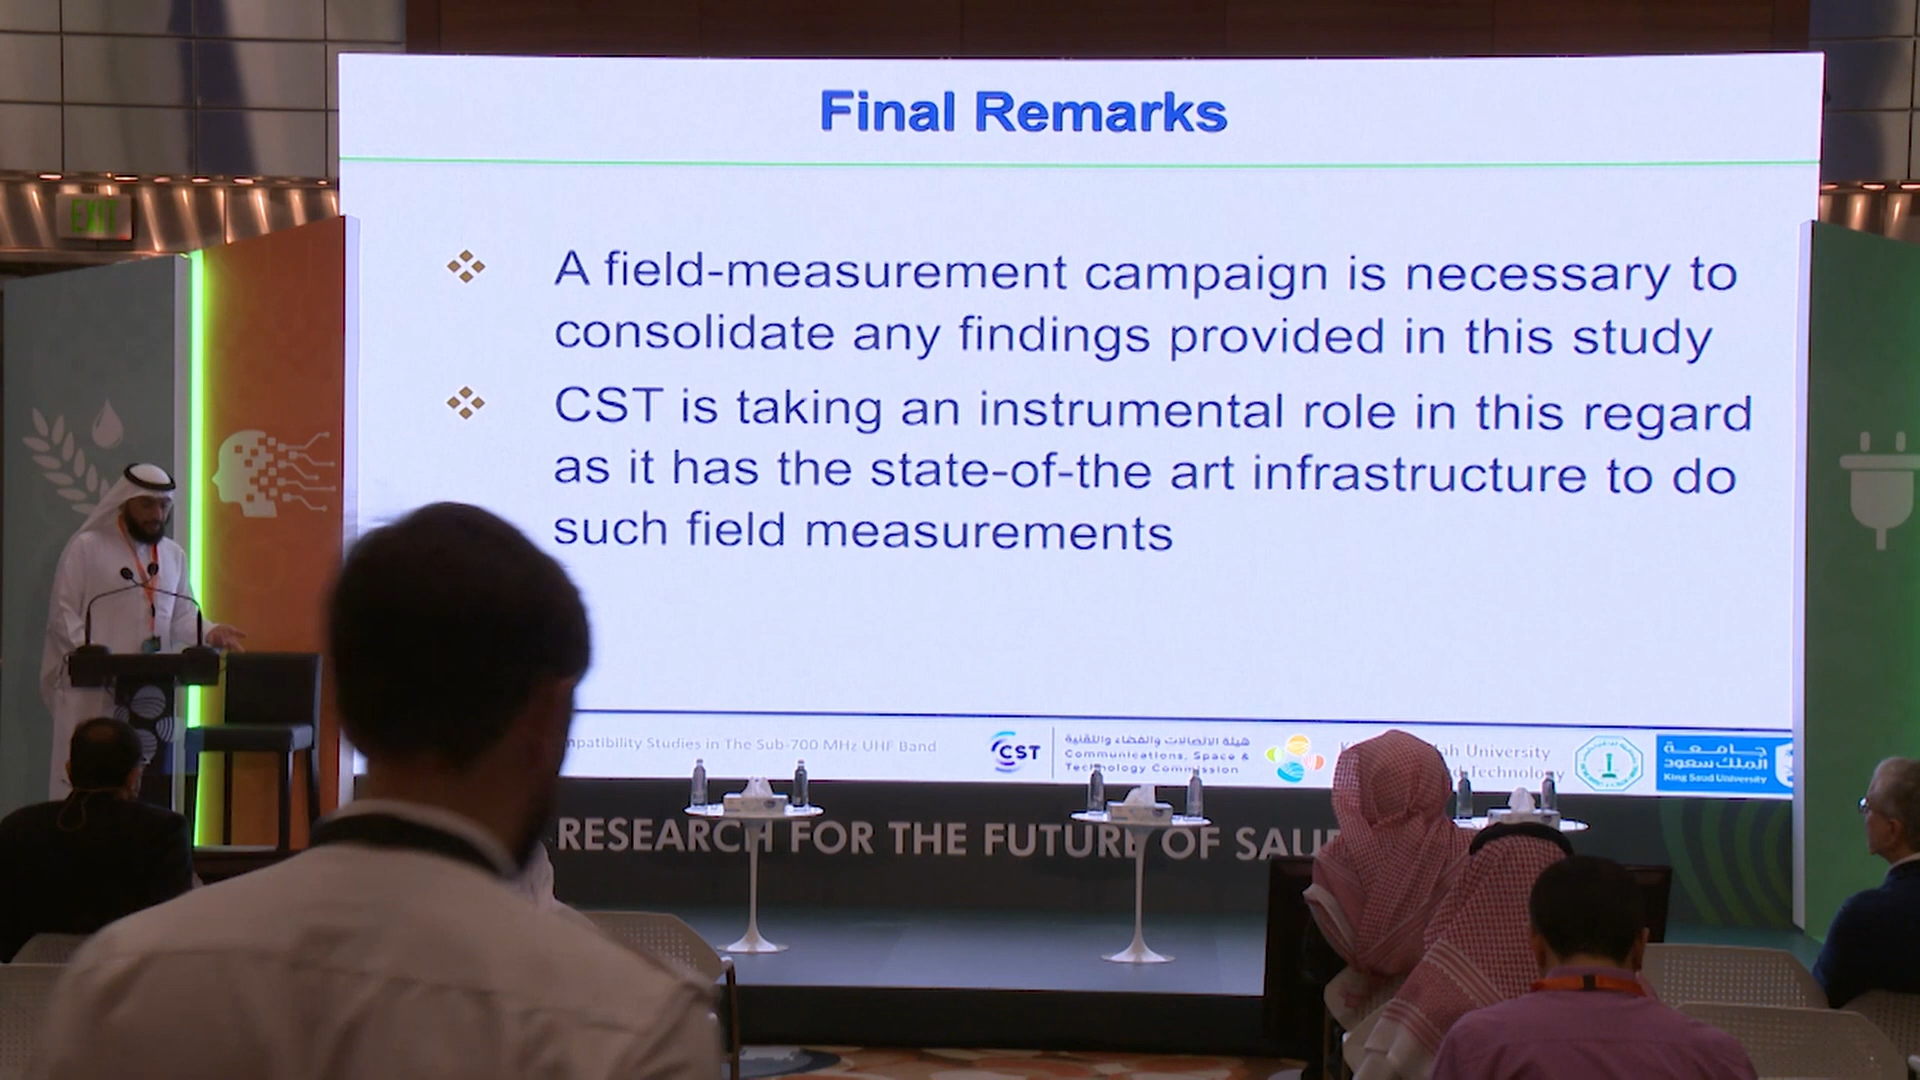 Final Remarks
EXIT
A field-measurement campaign is necessary to
consolidate any findings provided in this study
CST is taking an instrumental role in this regard
as it has the state-of-the art infrastructure to do
such field measurements
Studies in The Sub-700 MHz UHF Band
CST
هيئة الاتصالات والفضاء والتقنية
Communications, Space &
Technology Commission
University
Technology
جامعة
الملك سعود
King Saud University
RESEARCH FOR THE FUTURE OF